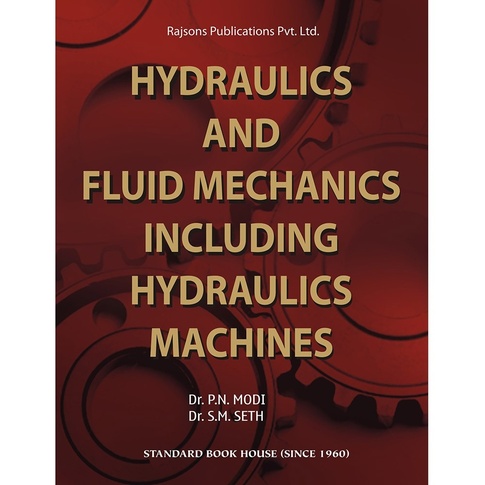 Rajsons Publications Pvt. Ltd.
HYDRAULICS
AND
FLUID MECHANICS
INCLUDING
HYDRAULICS
MACHINES
Dr. P.N. MODI
Dr. S.M. SETH
STANDARD BOOK HOUSE (SINCE 1960)